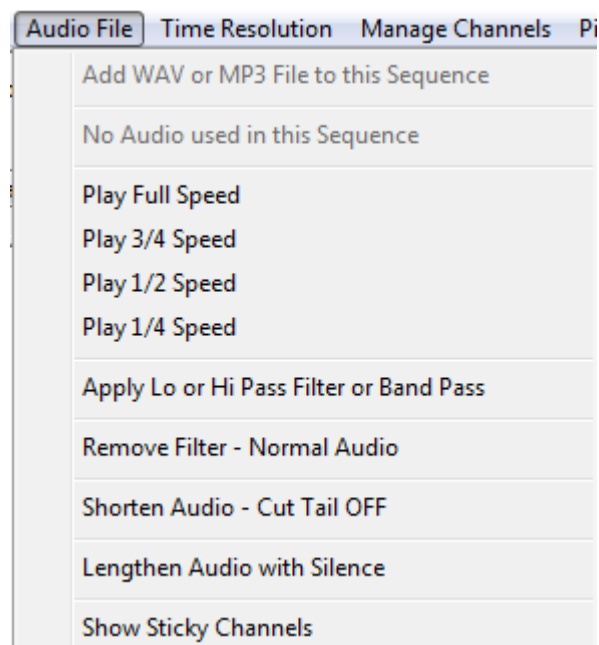 Audio File Time Resolution Manage Channels
Add WAV or MP3 File to this Sequence
No Audio used in this Sequence
Play Full Speed
Play 3/4 Speed
Play 1/2 Speed
Play 1/4 Speed
Apply Lo or Hi Pass Filter or Band Pass
Remove Filter - Normal Audio
Shorten Audio - Cut Tail OFF
Lengthen Audio with Silence
Show Sticky Channels